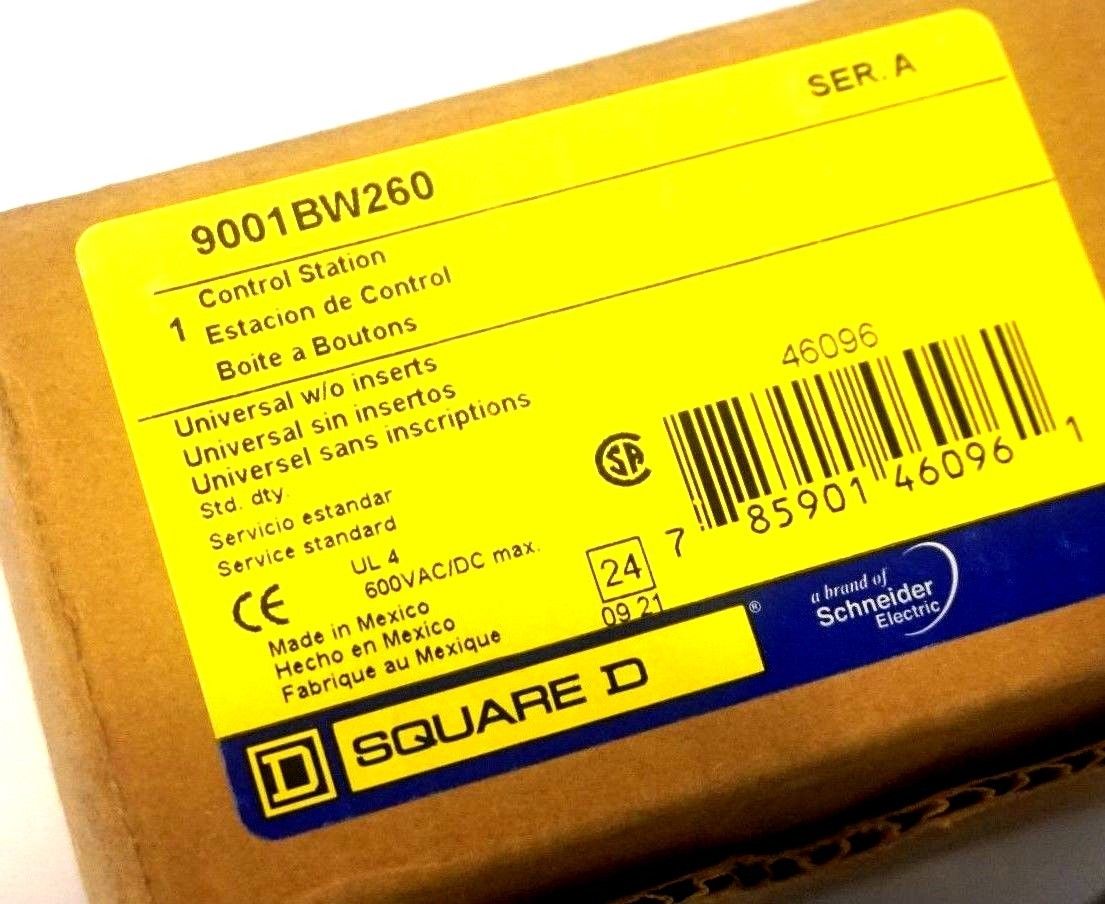 SER. A
9001BW260
1
Control Station
Estacion de Control
Boite a Boutons
Universal w/o inserts
Universal sin insertos
Universel sans inscriptions
Std. dty.
Servicio estandar
Service standard
CE
UL 4
600VAC/DC max.
Made in Mexico
Hecho en Mexico
Fabrique au Mexique
46096
SA
7 85901 46096 1
24
09 21
D SQUARE D ®
a brand of
Schneider
Electric